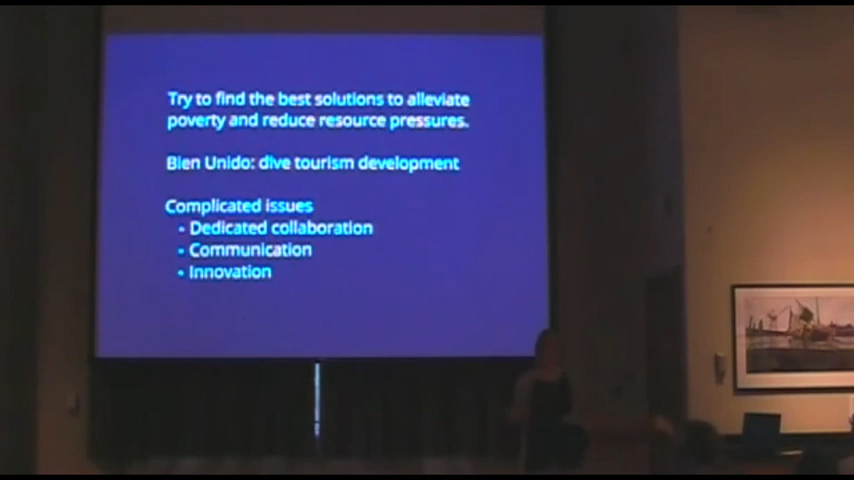 Try to find the best solutions to alleviate
poverty and reduce resource pressures.
Bien Unido: dive tourism development
Complicated issues
- Dedicated collaboration
- Communication
- Innovation